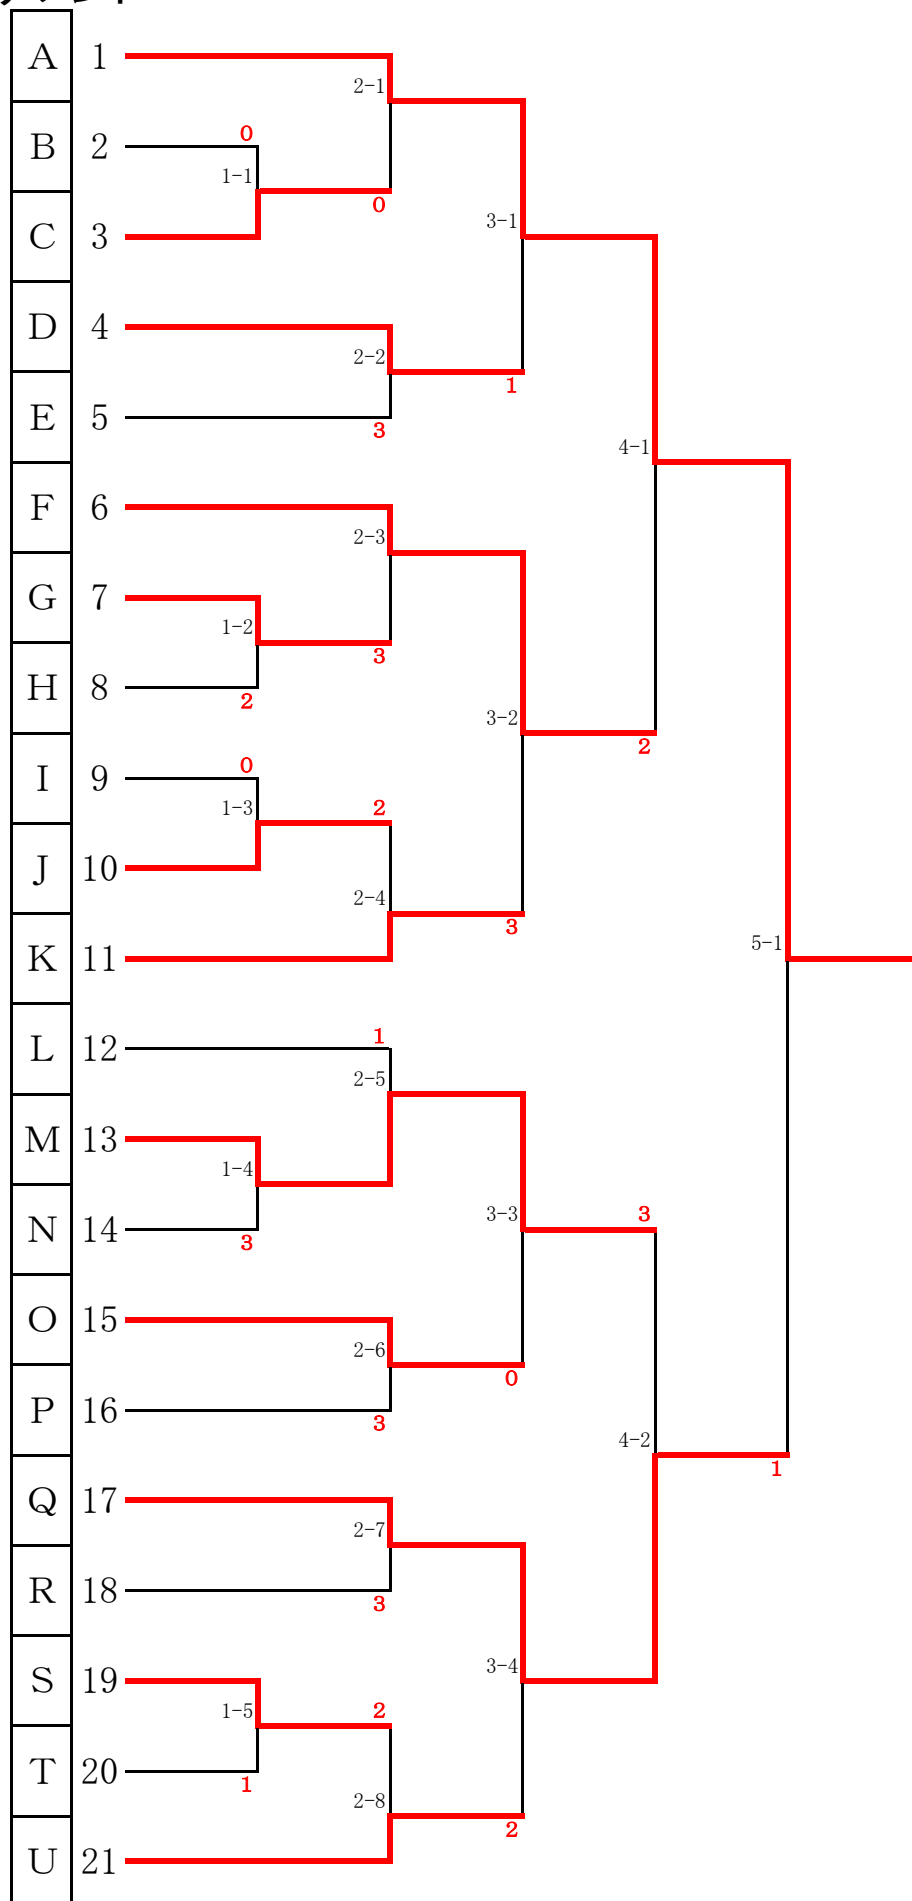 A 1
2-1
B 2 0
1-1
0
C 3
3-1
D 4
2-2
1
E 5
3
4-1
F 6
2-3
G 7
1-2
3
H 8
2
3-2
2
I 9 0
1-3
2
J 10
2-4
3
K 11
5-1
L 12 1
2-5
M 13
1-4
N 14
3
3-3
3
O 15
2-6
0
P 16
3
4-2
1
Q 17
2-7
R 18
3
3-4
S 19
1-5
2
T 20
1
2-8
2
U 21